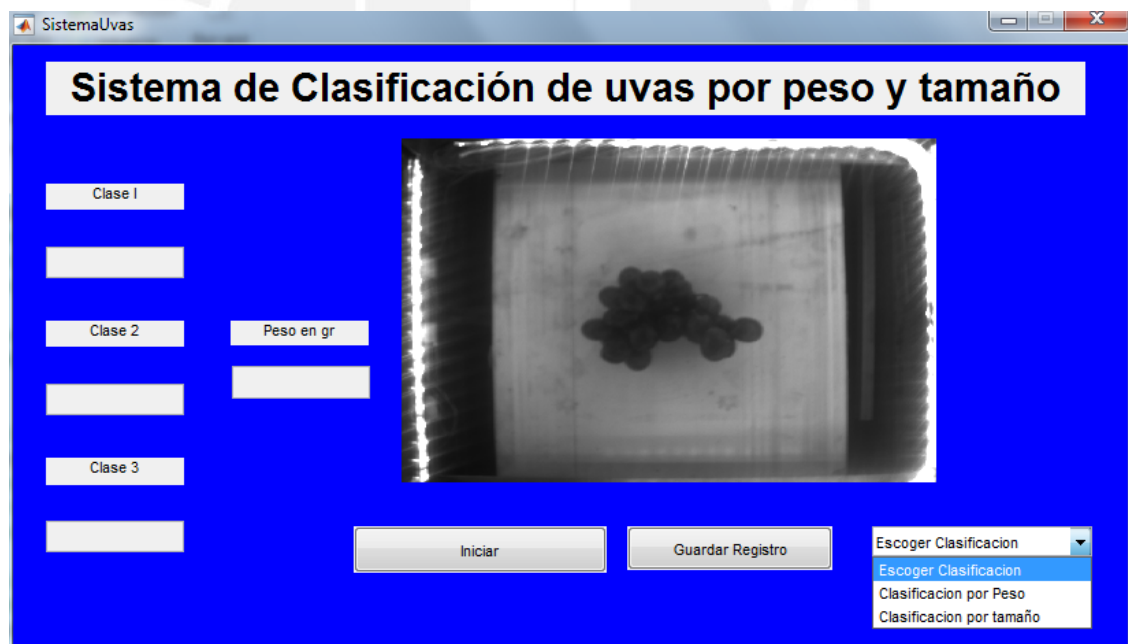 SistemaUvas
Sistema de Clasificación de uvas por peso y tamaño
Clase I
Clase 2
Peso en gr
Clase 3
Iniciar
Guardar Registro
Escoger Clasificacion
Escoger Clasificacion
Clasificacion por Peso
Clasificacion por tamaño